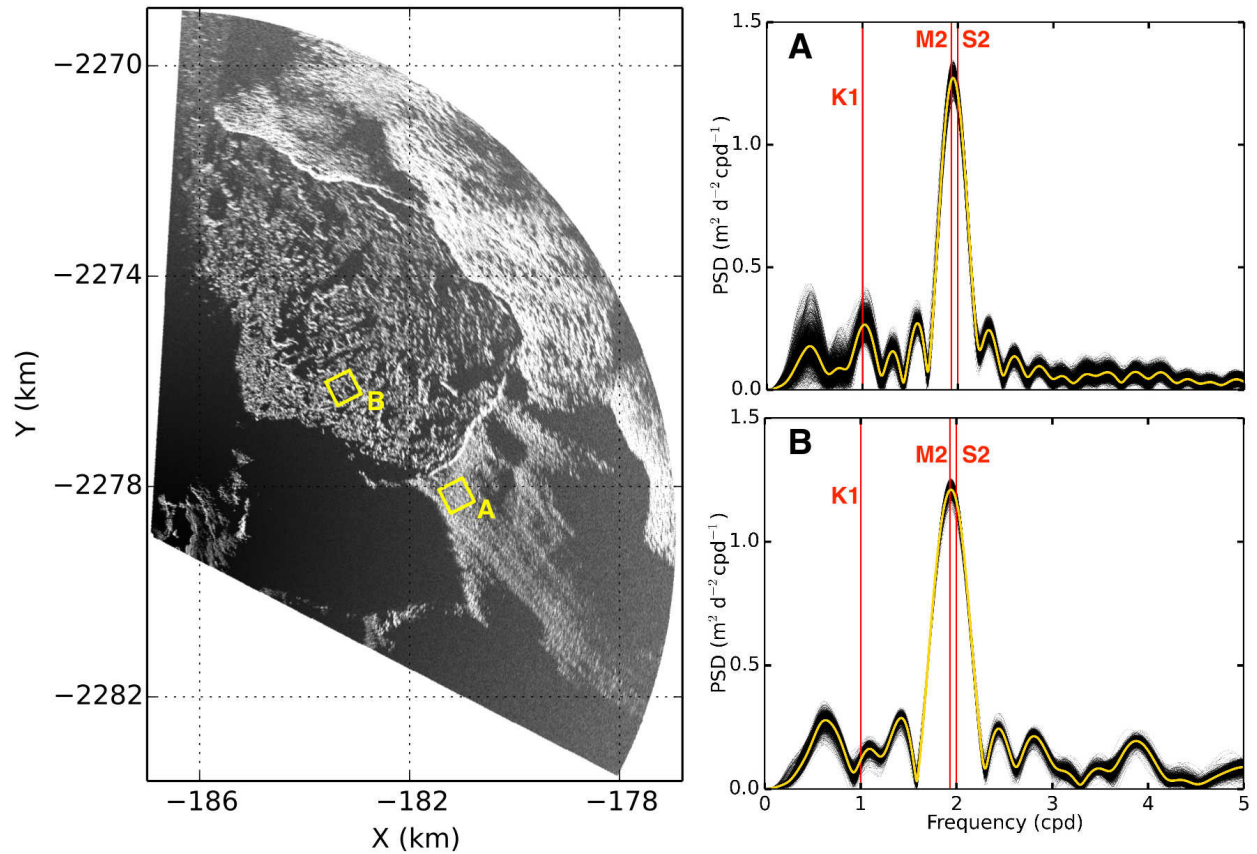 −2270
−2274
−2278
−2282
Y (km)
−186
−182
−178
X (km)
B
A
A
M2 S2
K1
1.5
1.0
0.5
0.0
PSD (m² d⁻² cpd⁻¹)
B
M2 S2
K1
1.5
1.0
0.5
0.0
PSD (m² d⁻² cpd⁻¹)
0 1 2 3 4 5
Frequency (cpd)